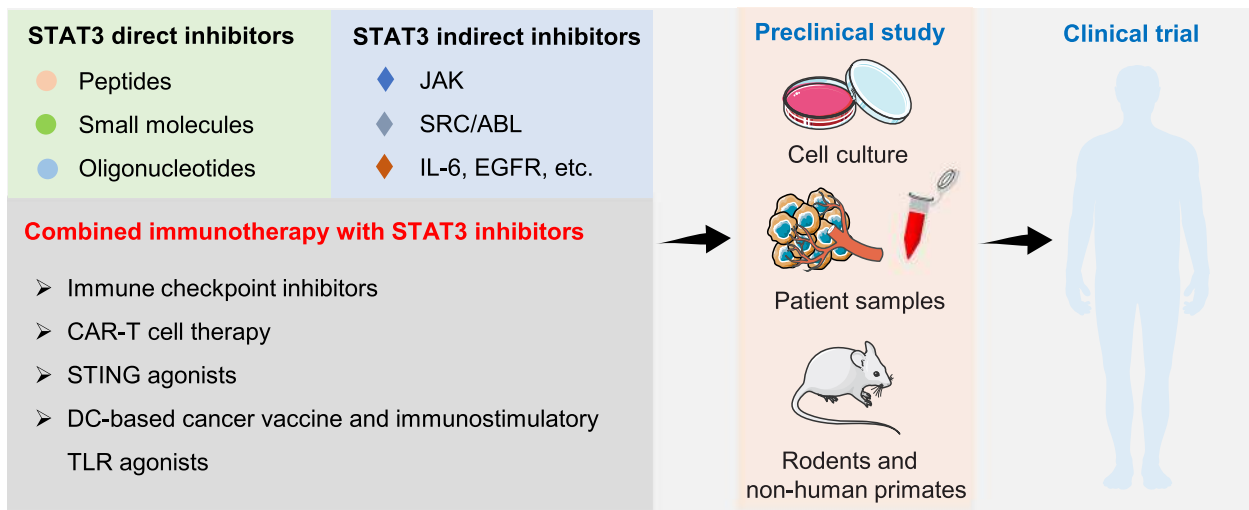 STAT3 direct inhibitors
Peptides
Small molecules
Oligonucleotides
STAT3 indirect inhibitors
JAK
SRC/ABL
IL-6, EGFR, etc.
Combined immunotherapy with STAT3 inhibitors
➢ Immune checkpoint inhibitors
➢ CAR-T cell therapy
➢ STING agonists
➢ DC-based cancer vaccine and immunostimulatory
TLR agonists
Preclinical study
Cell culture
Patient samples
Rodents and
non-human primates
Clinical trial